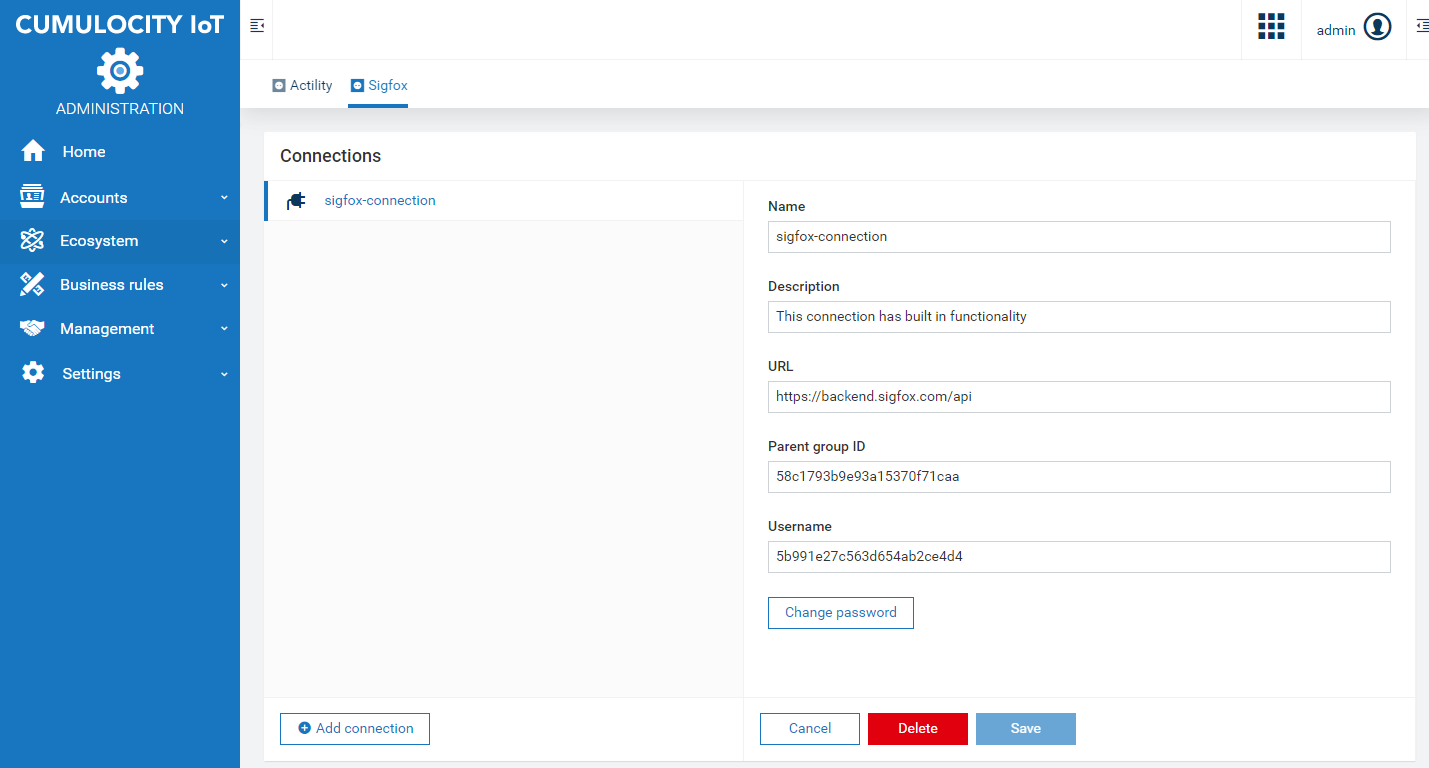 CUMULOCITY IoT
ADMINISTRATION
Home
Accounts
Ecosystem
Business rules
Management
Settings
admin
Actility
Sigfox
Connections
sigfox-connection
Name
sigfox-connection
Description
This connection has built in functionality
URL
https://backend.sigfox.com/api
Parent group ID
58c1793b9e93a15370f71caa
Username
5b991e27c563d654ab2ce4d4
Change password
Add connection
Cancel
Delete
Save